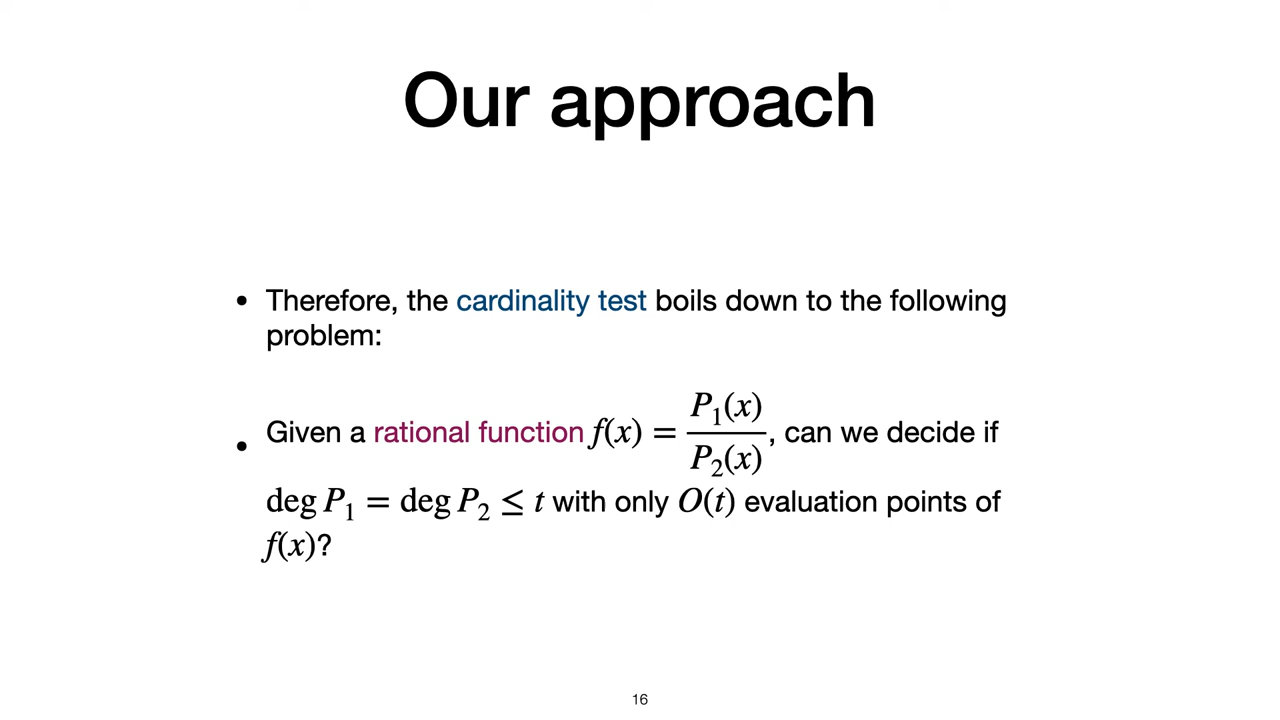 Our approach
• Therefore, the cardinality test boils down to the following
problem:
• Given a rational function f(x) = P₁(x)/P₂(x), can we decide if
deg P₁ = deg P₂ ≤ t with only O(t) evaluation points of
f(x)?
16